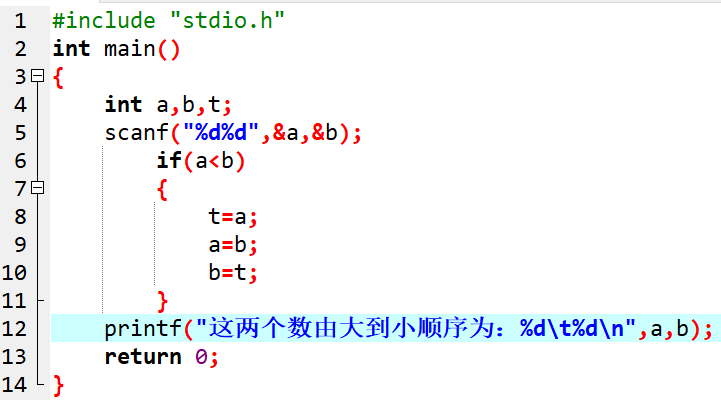 1 #include "stdio.h"
2 int main()
3 {
4 int a,b,t;
5 scanf("%d%d",&a,&b);
6 if(a<b)
7 {
8 t=a;
9 a=b;
10 b=t;
11 }
12 printf("这两个数由大到小顺序为：%d\t%d\n",a,b);
13 return 0;
14 }